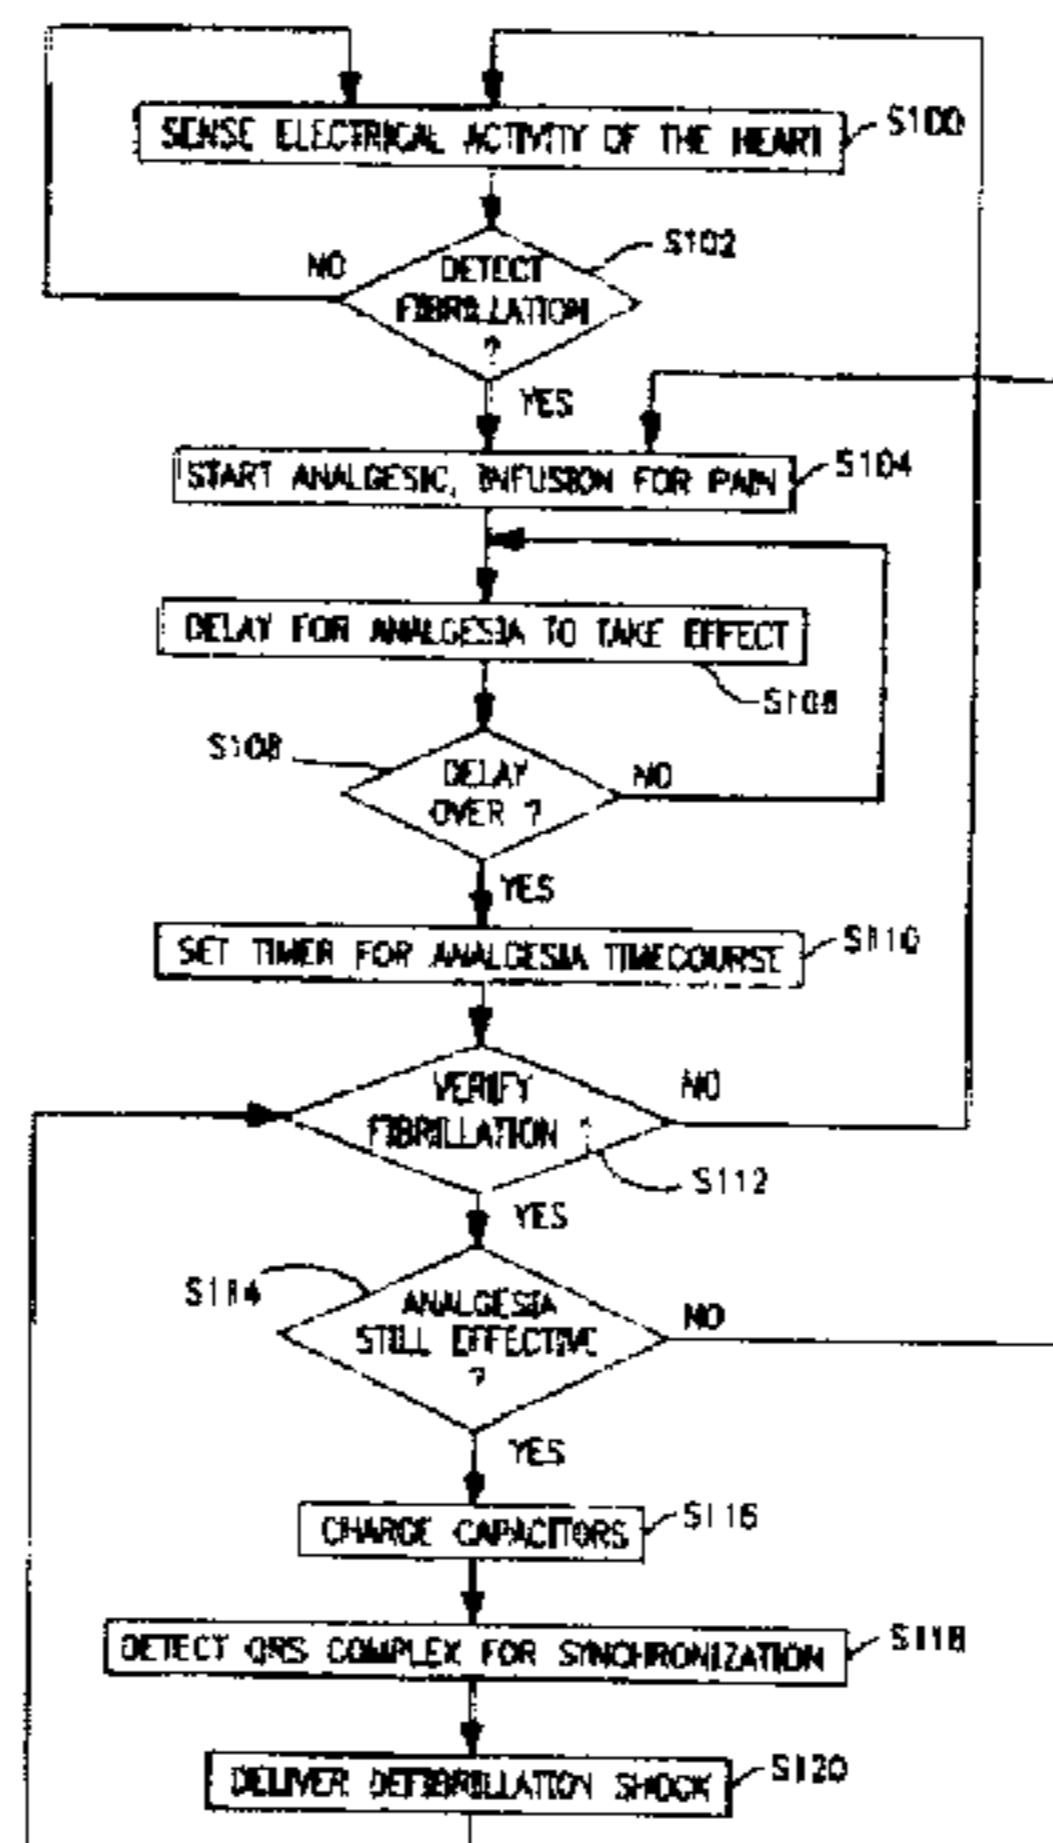 SENSE ELECTRICAL ACTIVITY OF THE HEART
S100
S102
NO
DETECT
FIBRILLATION
?
YES
START ANALGESIC, INFUSION FOR PAIN
S104
DELAY FOR ANALGESIA TO TAKE EFFECT
S106
S108
DELAY
OVER ?
NO
YES
SET TIMER FOR ANALGESIA TIMECOURSE
S110
VERIFY
FIBRILLATION ?
NO
S112
YES
S114
ANALGESIA
STILL EFFECTIVE
?
NO
YES
CHARGE CAPACITORS
S116
DETECT QRS COMPLEX FOR SYNCHRONIZATION
S118
DELIVER DEFIBRILLATION SHOCK
S120